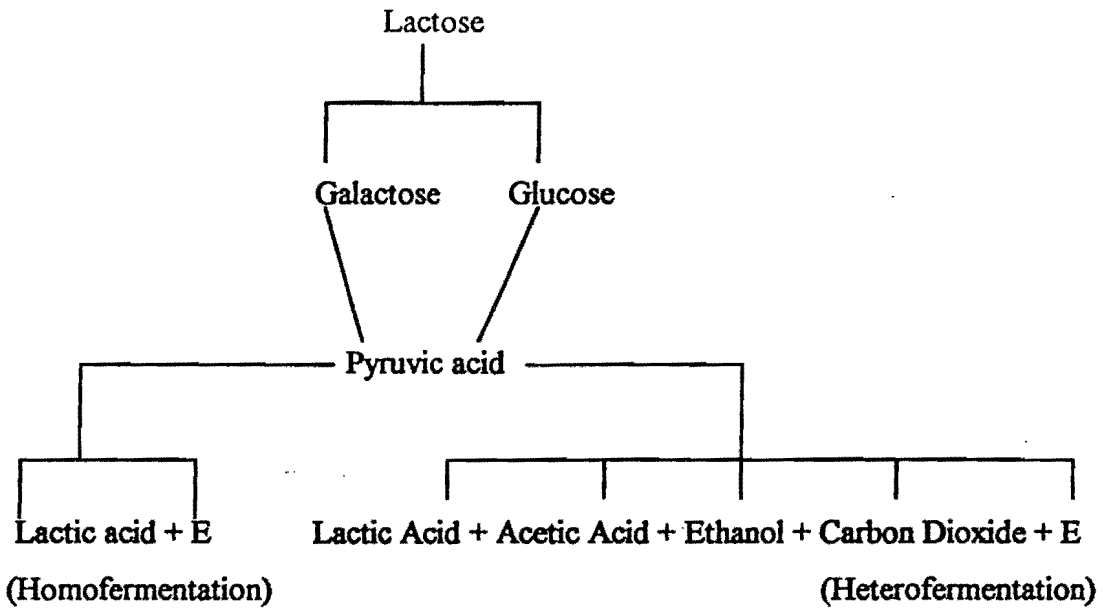 Lactose
Galactose Glucose
Pyruvic acid
Lactic acid + E Lactic Acid + Acetic Acid + Ethanol + Carbon Dioxide + E
(Homofermentation) (Heterofermentation)